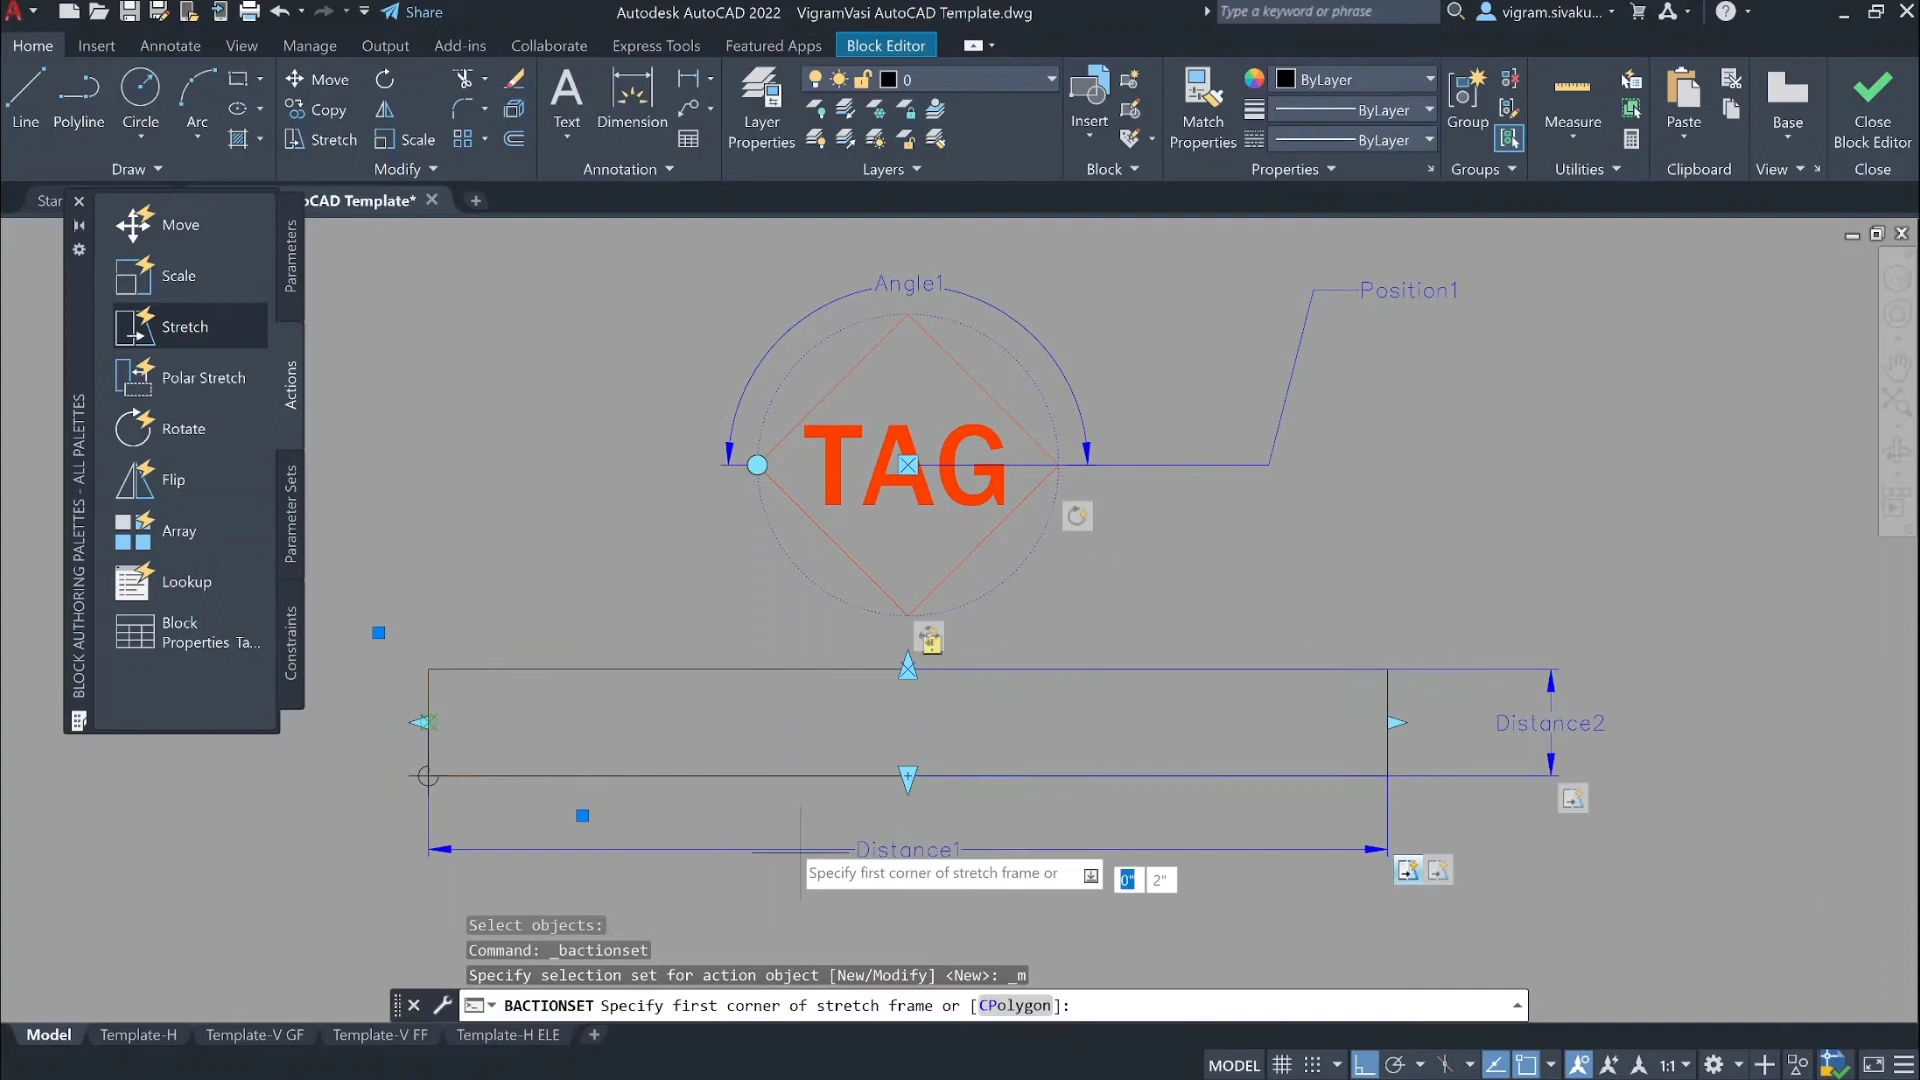 Share
Autodesk AutoCAD 2022 VigramVasi AutoCAD Template.dwg
Type a keyword or phrase
vigram.sivaku...
Home Insert Annotate View Manage Output Add-ins Collaborate Express Tools Featured Apps Block Editor
Line
Polyline
Circle
Arc
Draw
Move
Copy
Stretch
Scale
Modify
Text
Dimension
Annotation
Layer
Properties
0
Layers
Insert
Block
Match
Properties
ByLayer
ByLayer
ByLayer
Properties
Group
Groups
Measure
Utilities
Paste
Clipboard
Base
View
Close
Block Editor
Close
Star
oCAD Template*
Move
Scale
Stretch
Polar Stretch
Rotate
Flip
Array
Lookup
Block
Properties Ta...
Parameters
Actions
Parameter Sets
Constraints
BLOCK AUTHORING PALETTES - ALL PALETTES
Angle1
Position1
TAG
Distance2
Distance1
Specify first corner of stretch frame or
0"
2"
Select objects:
Command: _bactionset
Specify selection set for action object [New/Modify] <New>: _m
BACTIONSET Specify first corner of stretch frame or [CPolygon]:
Model Template-H Template-V GF Template-V FF Template-H ELE
MODEL
1:1